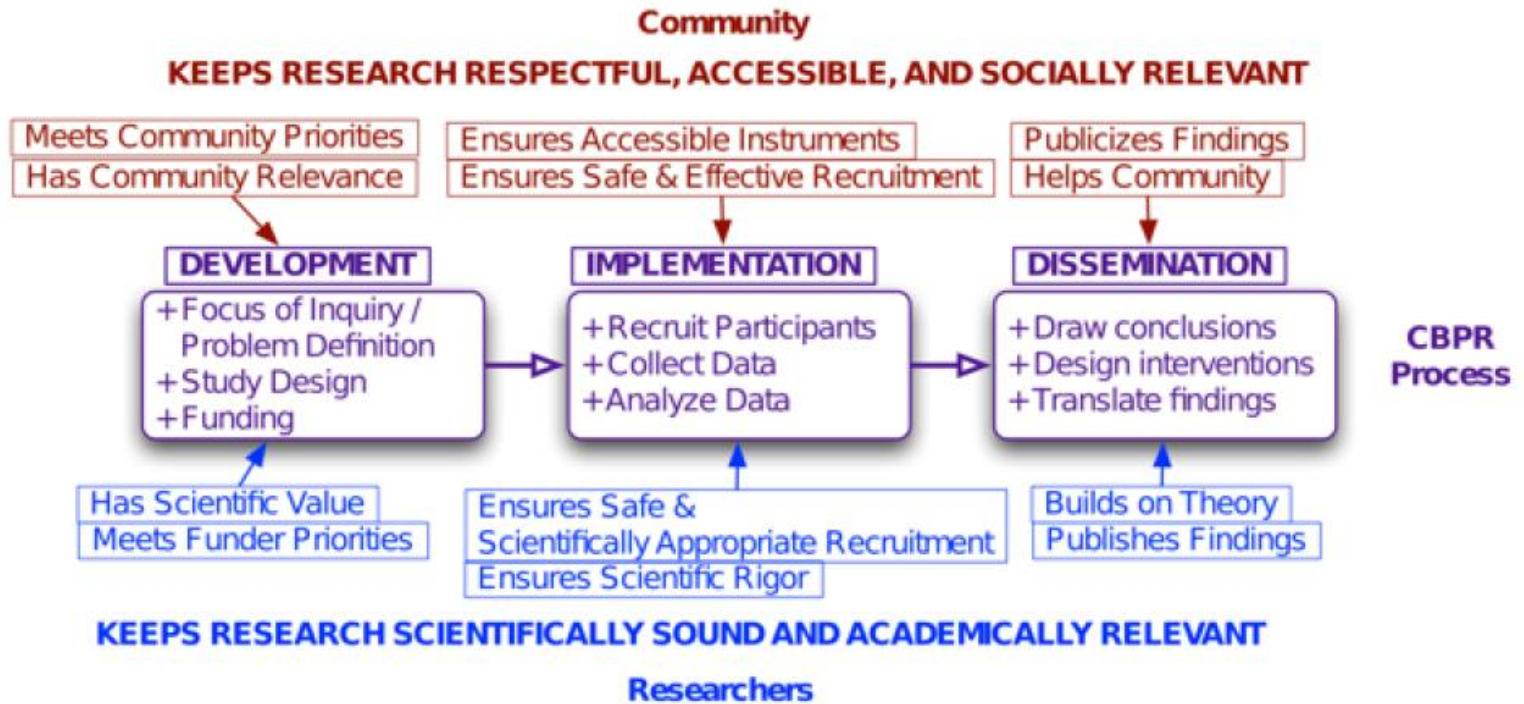 Community
KEEPS RESEARCH RESPECTFUL, ACCESSIBLE, AND SOCIALLY RELEVANT
Meets Community Priorities
Has Community Relevance
Ensures Accessible Instruments
Ensures Safe & Effective Recruitment
Publicizes Findings
Helps Community
DEVELOPMENT
+Focus of Inquiry /
Problem Definition
+Study Design
+Funding
IMPLEMENTATION
+Recruit Participants
+Collect Data
+Analyze Data
DISSEMINATION
+Draw conclusions
+Design interventions
+Translate findings
CBPR
Process
Has Scientific Value
Meets Funder Priorities
Ensures Safe &
Scientifically Appropriate Recruitment
Ensures Scientific Rigor
Builds on Theory
Publishes Findings
KEEPS RESEARCH SCIENTIFICALLY SOUND AND ACADEMICALLY RELEVANT
Researchers